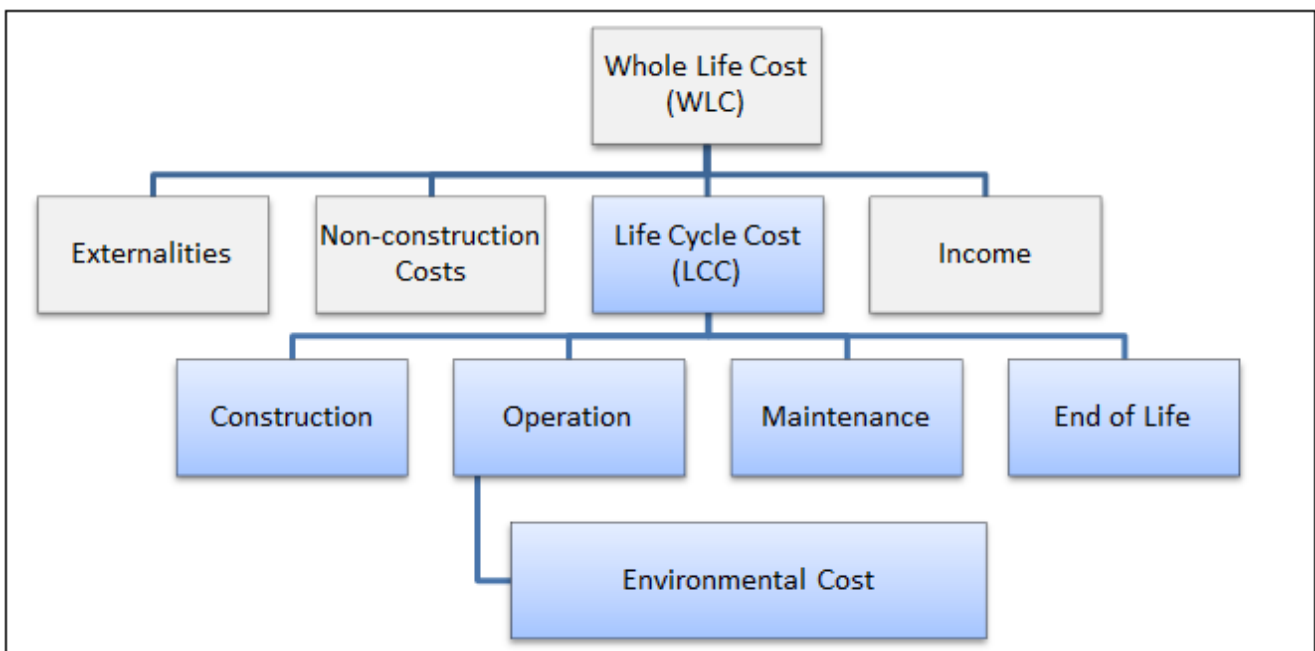 Whole Life Cost
(WLC)
Externalities
Non-construction
Costs
Life Cycle Cost
(LCC)
Income
Construction
Operation
Maintenance
End of Life
Environmental Cost